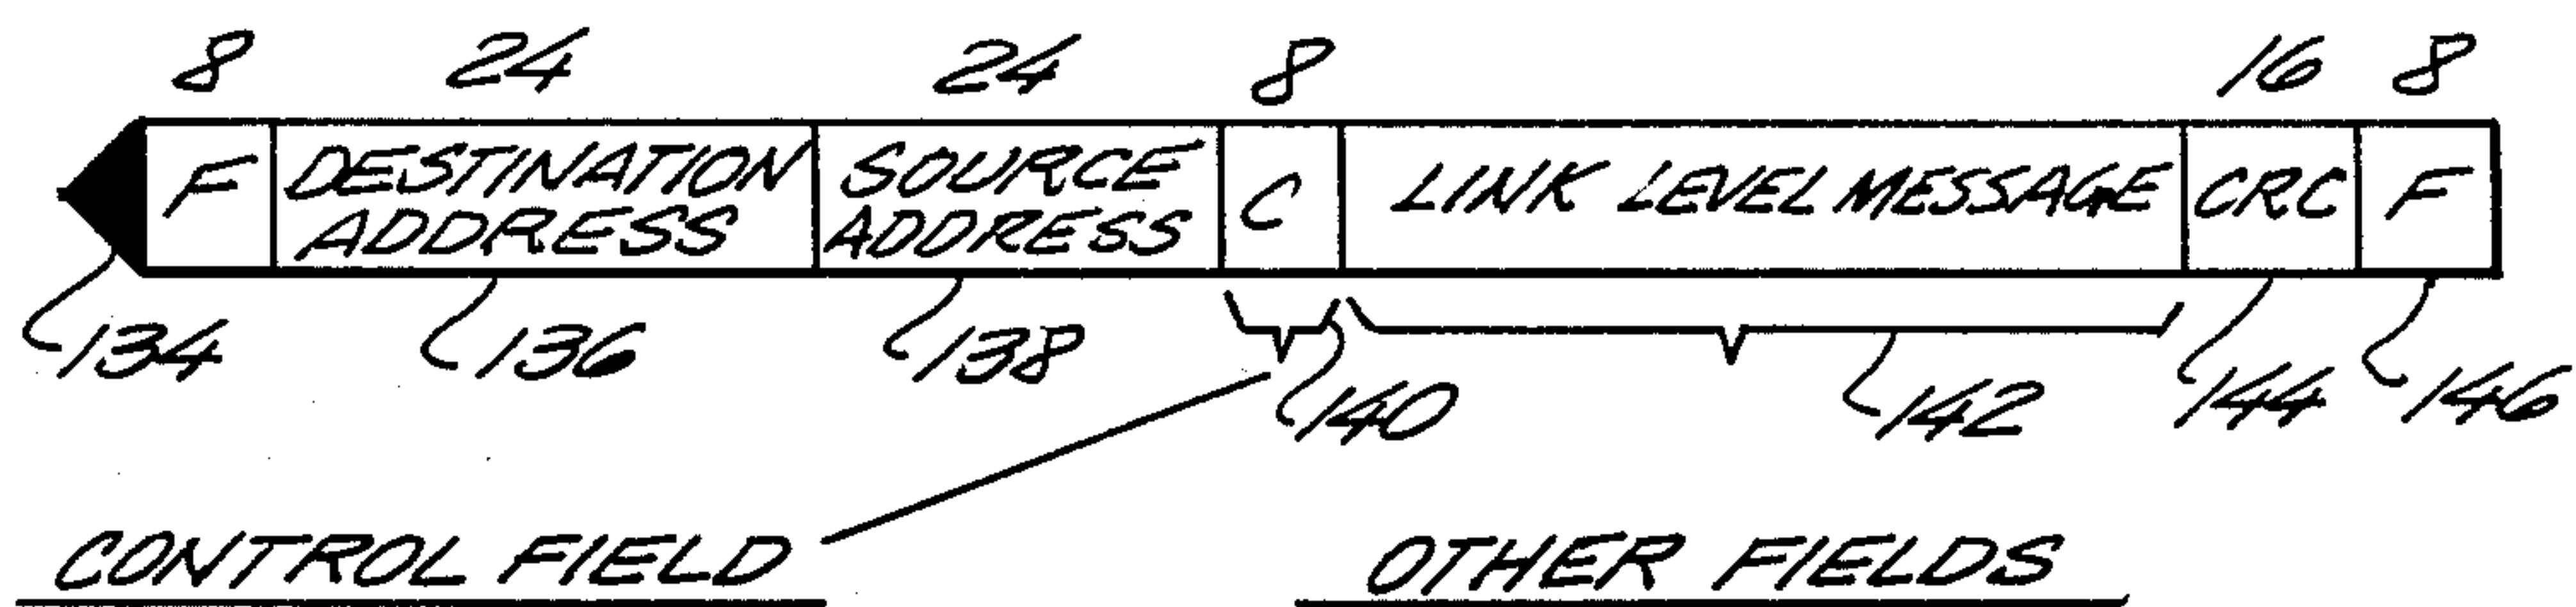 8 24 24 8 16 8
F DESTINATION ADDRESS SOURCE ADDRESS C LINK LEVEL MESSAGE CRC F
134 136 138 140 142 144 146
CONTROL FIELD OTHER FIELDS